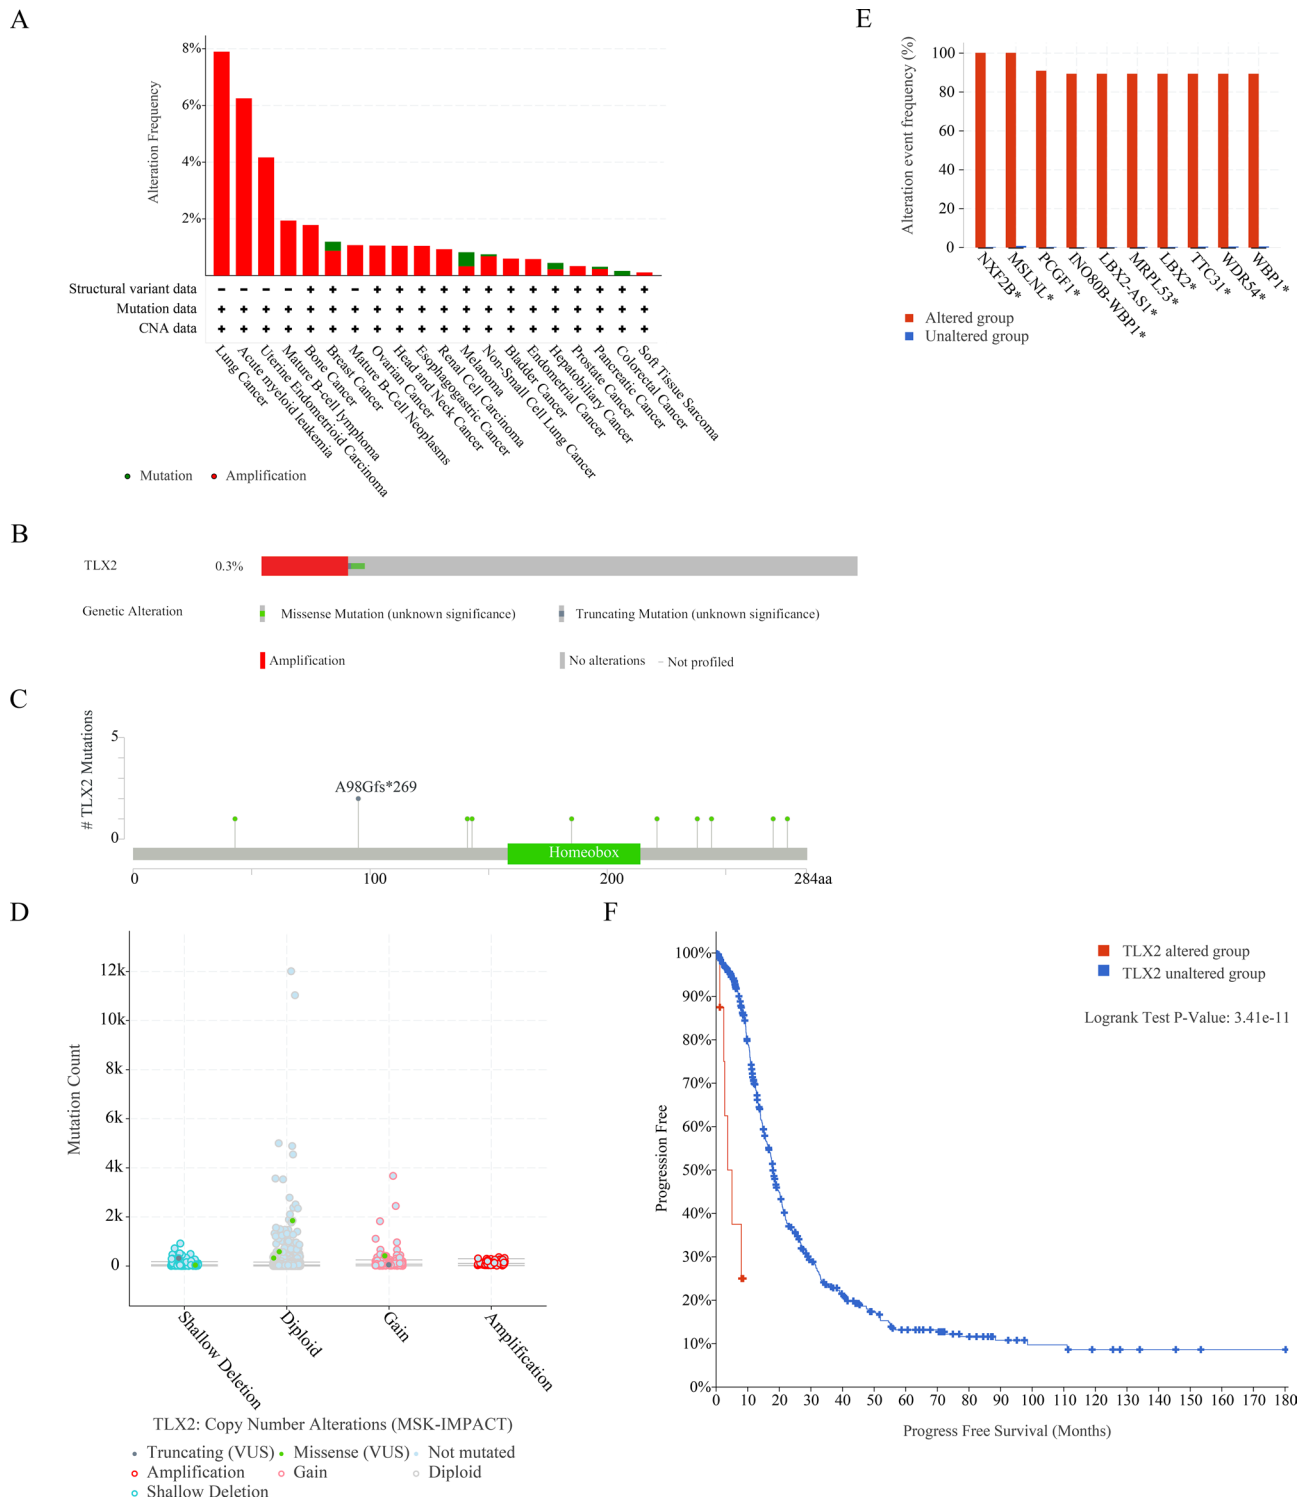 A
Alteration Frequency
8%
6%
4%
2%
Structural variant data
Mutation data
CNA data
Lung Cancer
Acute myeloid leukemia
Uterine Endometrioid Carcinoma
Mature B-cell lymphoma
Bone Cancer
Breast Cancer
Mature B-Cell Neoplasms
Ovarian Cancer
Head and Neck Cancer
Esophagogastric Cancer
Renal Cell Carcinoma
Melanoma
Non-Small Cell Lung Cancer
Bladder Cancer
Endometrial Cancer
Hepatobiliary Cancer
Prostate Cancer
Pancreatic Cancer
Colorectal Cancer
Soft Tissue Sarcoma
Mutation
Amplification
E
Alteration event frequency (%)
100
80
60
40
20
0
NXF2B*
MSLNL*
PCGF1*
INO80B-WBP1*
LBX2-AS1*
MRPL53*
LBX2*
TTC31*
WDR54*
WBP1*
Altered group
Unaltered group
B
TLX2
0.3%
Genetic Alteration
Missense Mutation (unknown significance)
Truncating Mutation (unknown significance)
Amplification
No alterations
– Not profiled
C
# TLX2 Mutations
5
0
A98Gfs*269
Homeobox
0
100
200
284aa
D
Mutation Count
12k
10k
8k
6k
4k
2k
0
Shallow Deletion
Diploid
Gain
Amplification
TLX2: Copy Number Alterations (MSK-IMPACT)
Truncating (VUS)
Missense (VUS)
Not mutated
Amplification
Gain
Diploid
Shallow Deletion
F
Progression Free
100%
90%
80%
70%
60%
50%
40%
30%
20%
10%
0%
0 10 20 30 40 50 60 70 80 90 100 110 120 130 140 150 160 170 180
Progress Free Survival (Months)
TLX2 altered group
TLX2 unaltered group
Logrank Test P-Value: 3.41e-11